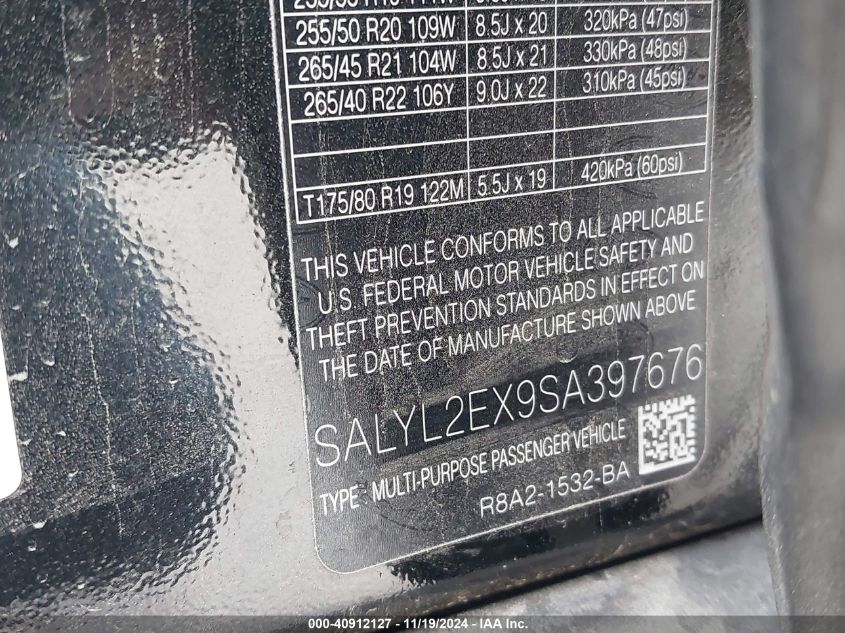 255/50 R20 109W 8.5J x 20 320kPa (47psi)
265/45 R21 104W 8.5J x 21 330kPa (48psi)
265/40 R22 106Y 9.0J x 22 310kPa (45psi)
T175/80 R19 122M 5.5J x 19 420kPa (60psi)
THIS VEHICLE CONFORMS TO ALL APPLICABLE
U.S. FEDERAL MOTOR VEHICLE SAFETY AND
THEFT PREVENTION STANDARDS IN EFFECT ON
THE DATE OF MANUFACTURE SHOWN ABOVE
SALYL2EX9SA397676
TYPE: MULTI-PURPOSE PASSENGER VEHICLE
R8A2-1532-BA
000-40912127 - 11/19/2024 - IAA Inc.